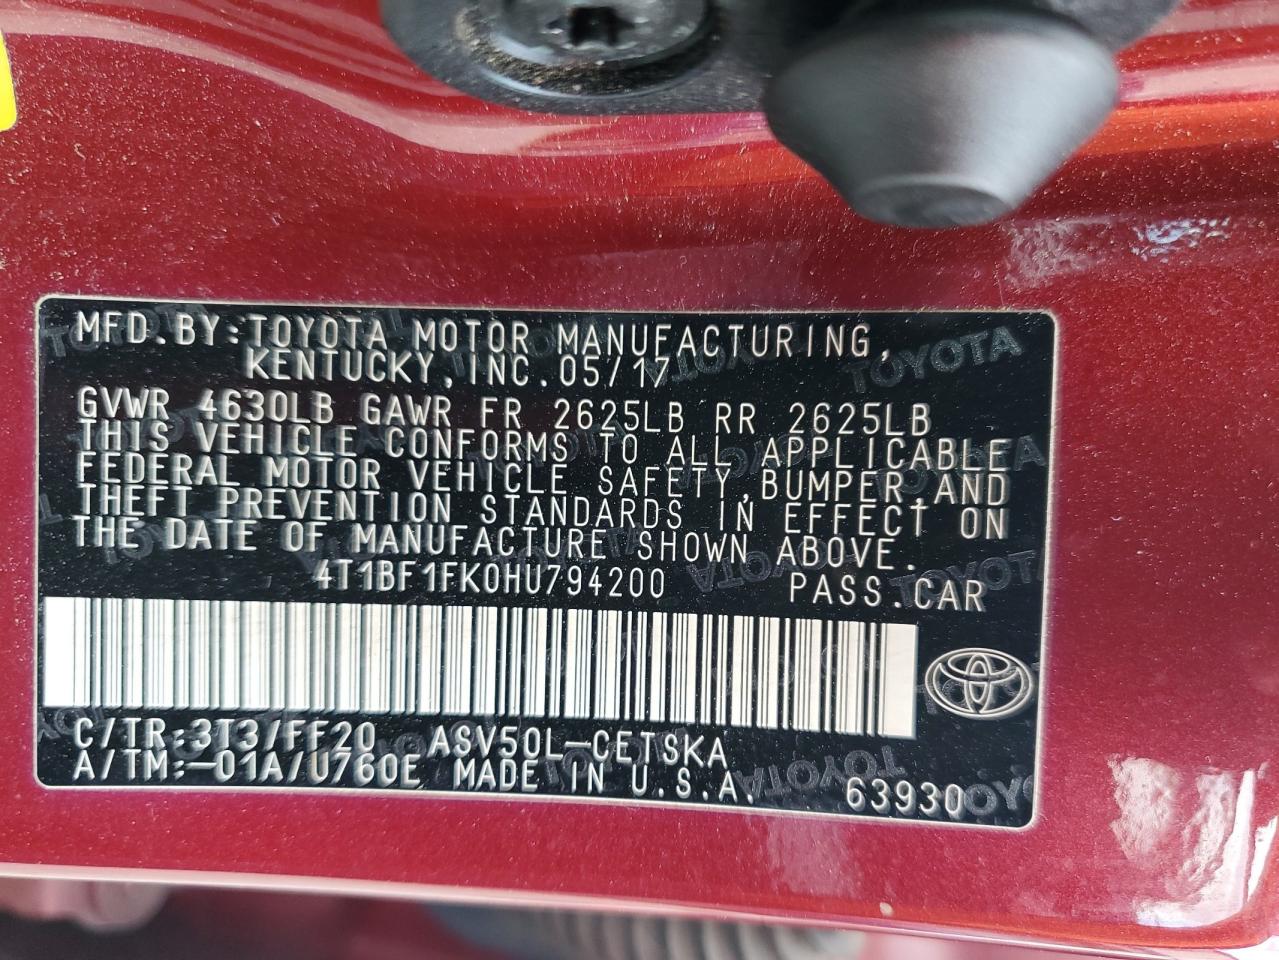 MFD.BY:TOYOTA MOTOR MANUFACTURING,
KENTUCKY,INC.05/17
GVWR 4630LB GAWR FR 2625LB RR 2625LB
THIS VEHICLE CONFORMS TO ALL APPLICABLE
FEDERAL MOTOR VEHICLE SAFETY,BUMPER,AND
THEFT PREVENTION STANDARDS IN EFFECT ON
THE DATE OF MANUFACTURE SHOWN ABOVE.
4T1BF1FK0HU794200 PASS.CAR
C/TR:3T3/FF20 ASV50L-CETSKA
A/TM:-01A/U760E MADE IN U.S.A. 63930